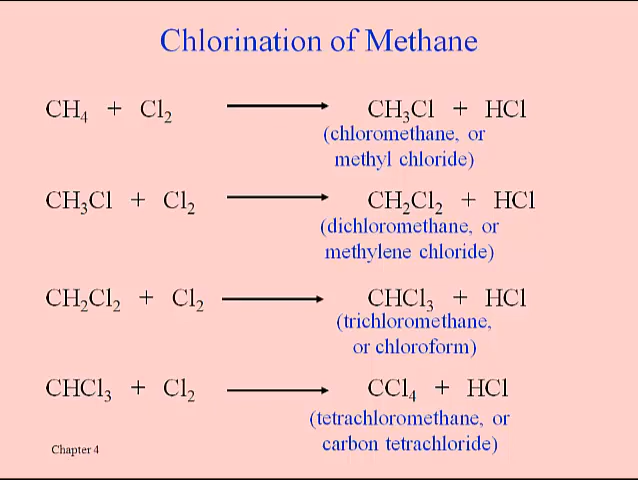 Chlorination of Methane
CH₄ + Cl₂ ⟶ CH₃Cl + HCl
(chloromethane, or
methyl chloride)
CH₃Cl + Cl₂ ⟶ CH₂Cl₂ + HCl
(dichloromethane, or
methylene chloride)
CH₂Cl₂ + Cl₂ ⟶ CHCl₃ + HCl
(trichloromethane,
or chloroform)
CHCl₃ + Cl₂ ⟶ CCl₄ + HCl
(tetrachloromethane, or
carbon tetrachloride)
Chapter 4